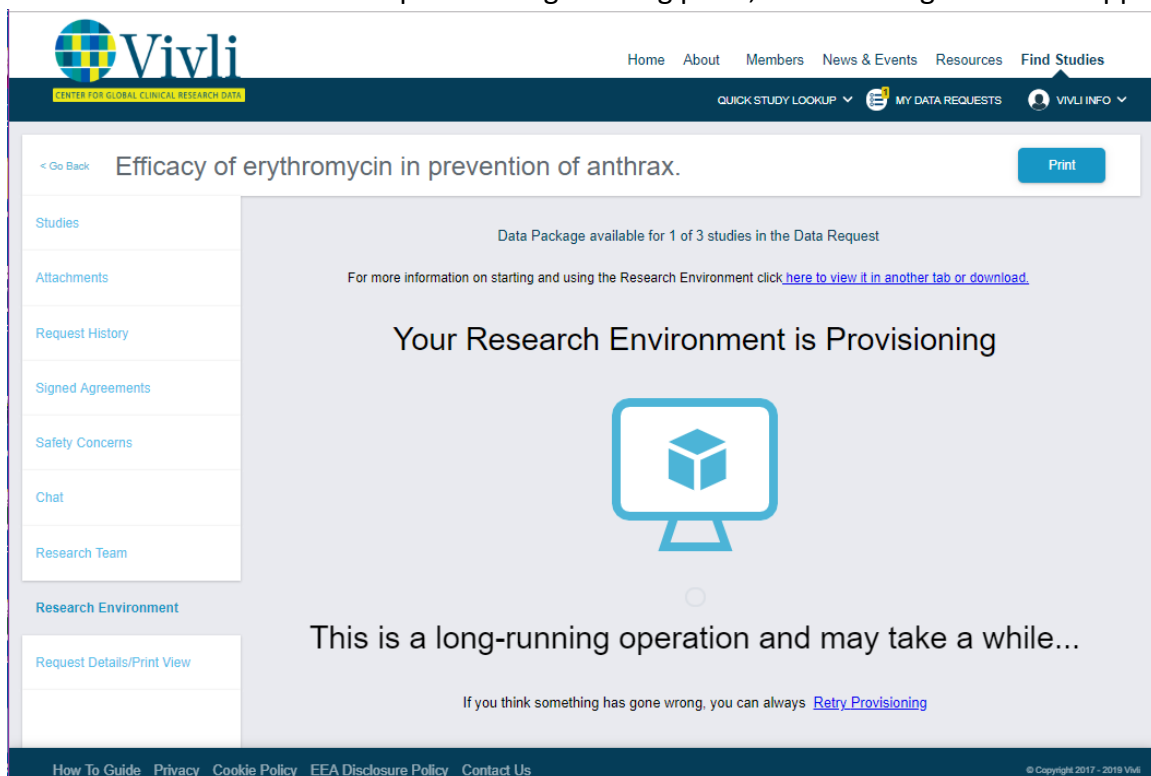 Vivli
CENTER FOR GLOBAL CLINICAL RESEARCH DATA
Home About Members News & Events Resources Find Studies
QUICK STUDY LOOKUP 1 MY DATA REQUESTS VIVLI INFO
< Go Back Efficacy of erythromycin in prevention of anthrax. Print
Studies
Attachments
Request History
Signed Agreements
Safety Concerns
Chat
Research Team
Research Environment
Request Details/Print View
Data Package available for 1 of 3 studies in the Data Request
For more information on starting and using the Research Environment click here to view it in another tab or download.
Your Research Environment is Provisioning
This is a long-running operation and may take a while...
If you think something has gone wrong, you can always Retry Provisioning
How To Guide Privacy Cookie Policy EEA Disclosure Policy Contact Us
© Copyright 2017 - 2019 Vivli